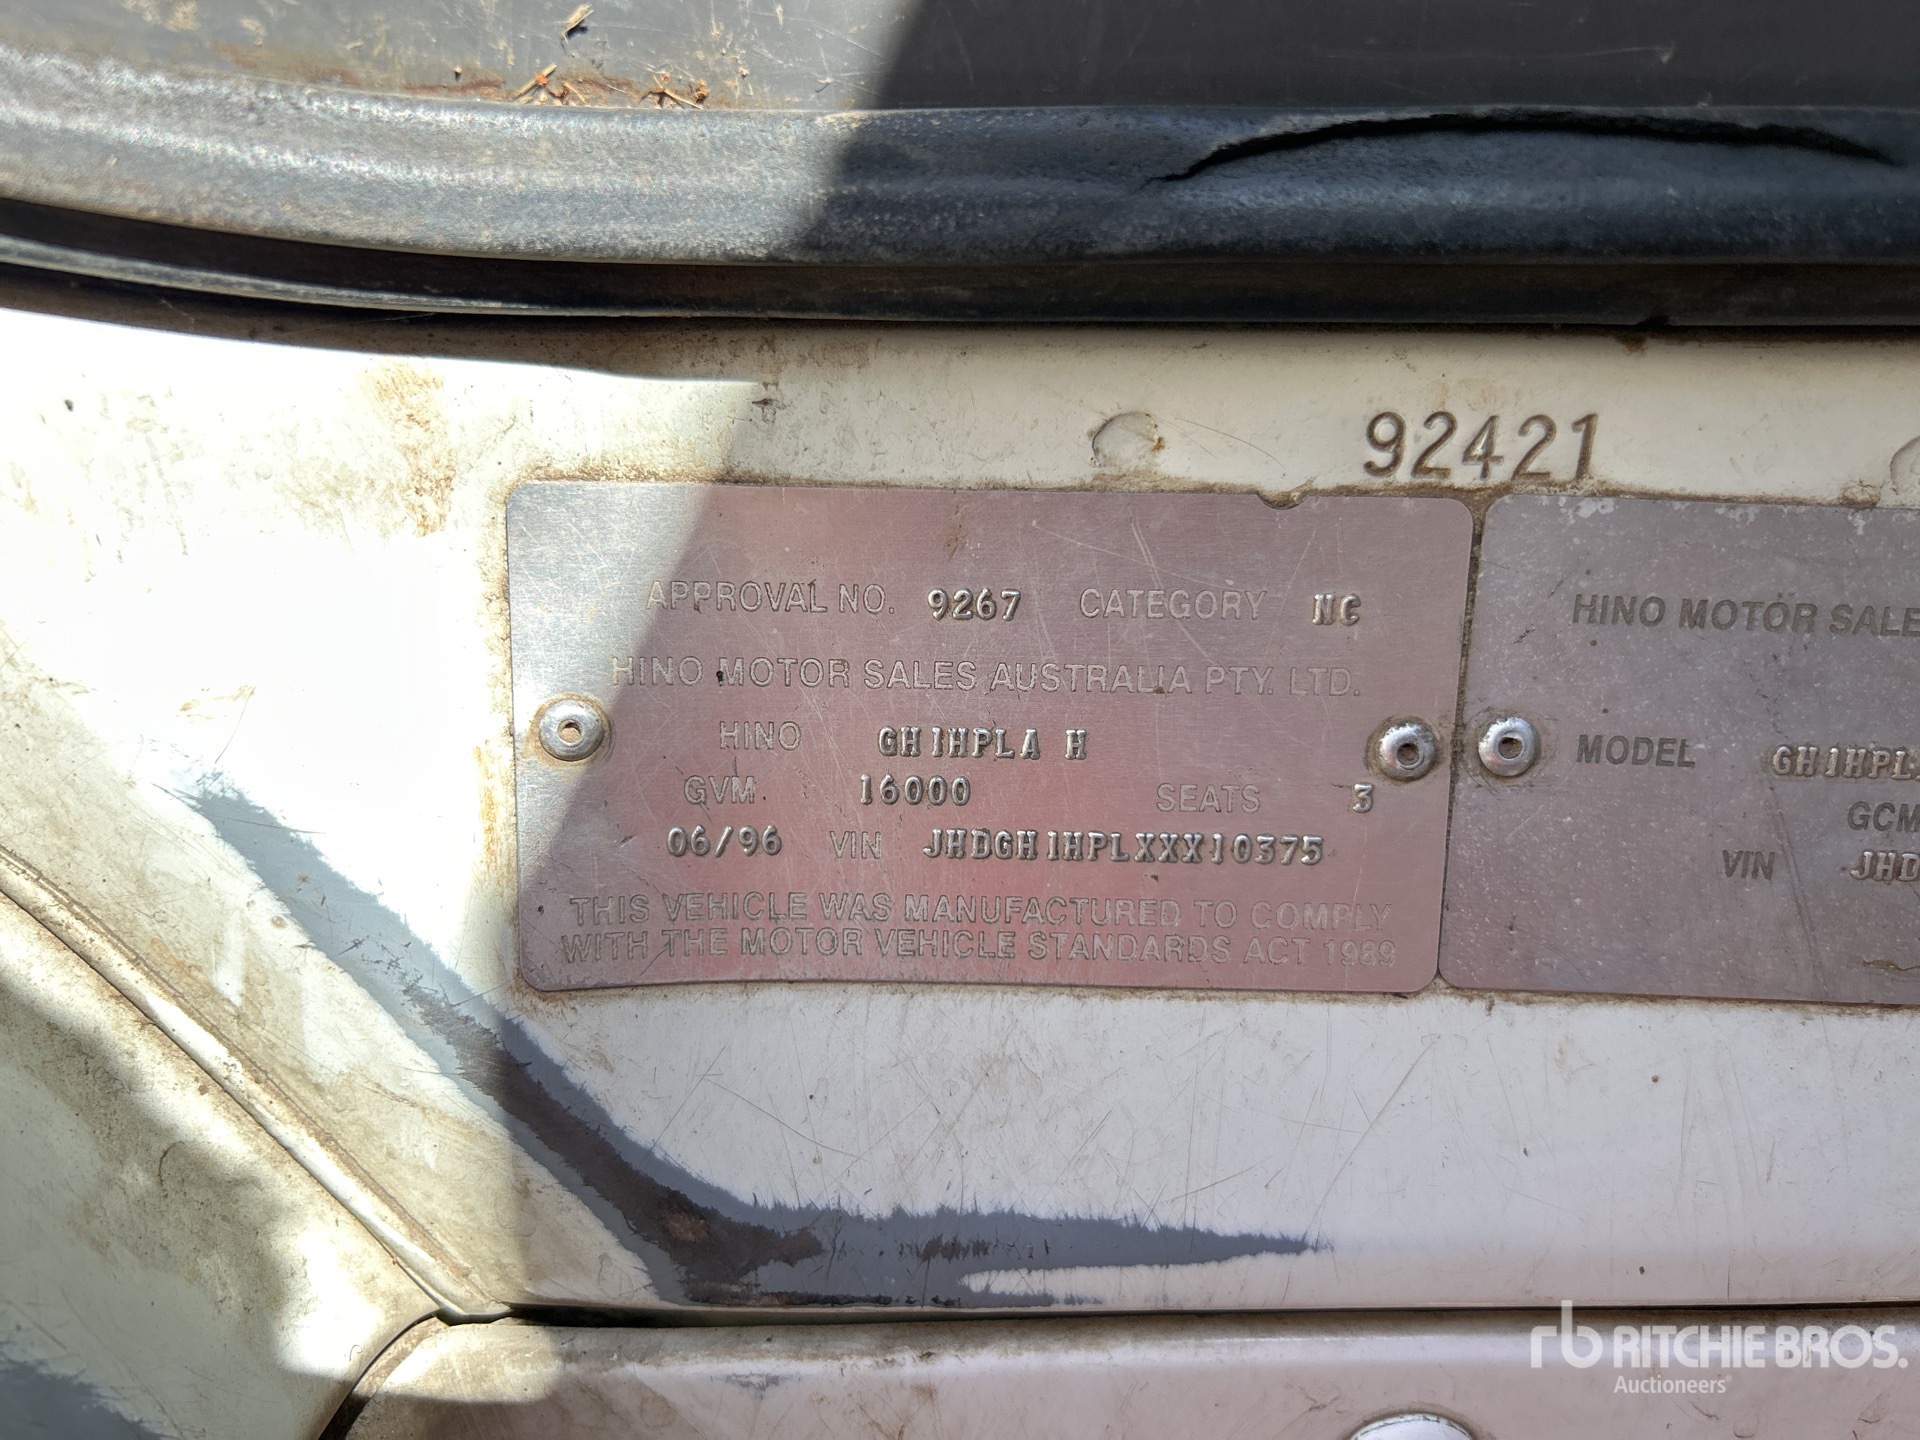 92421
APPROVAL NO. 9267 CATEGORY NC
HINO MOTOR SALES AUSTRALIA PTY. LTD.
HINO GH1HPLA H
GVM 16000 SEATS 3
06/96 VIN JHDGH1HPLXXX10375
THIS VEHICLE WAS MANUFACTURED TO COMPLY
WITH THE MOTOR VEHICLE STANDARDS ACT 1989
HINO MOTOR SALE
MODEL GH1HPL
GCM
VIN JHD
rb RITCHIE BROS.
Auctioneers